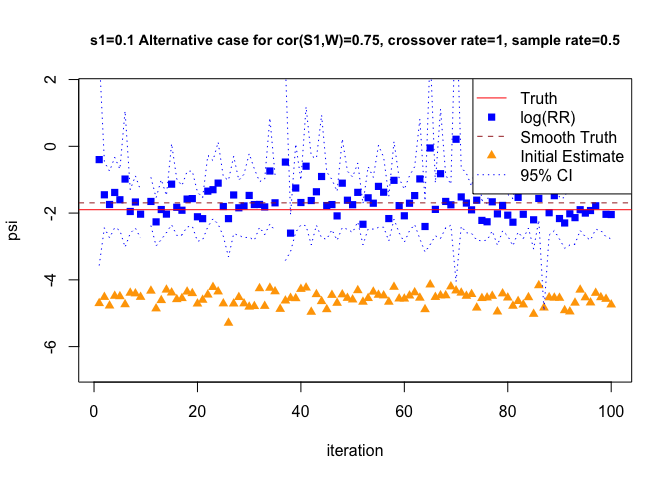 s1=0.1 Alternative case for cor(S1,W)=0.75, crossover rate=1, sample rate=0.5
psi
2
0
-2
-4
-6
Truth
log(RR)
Smooth Truth
Initial Estimate
95% CI
0 20 40 60 80 100
iteration